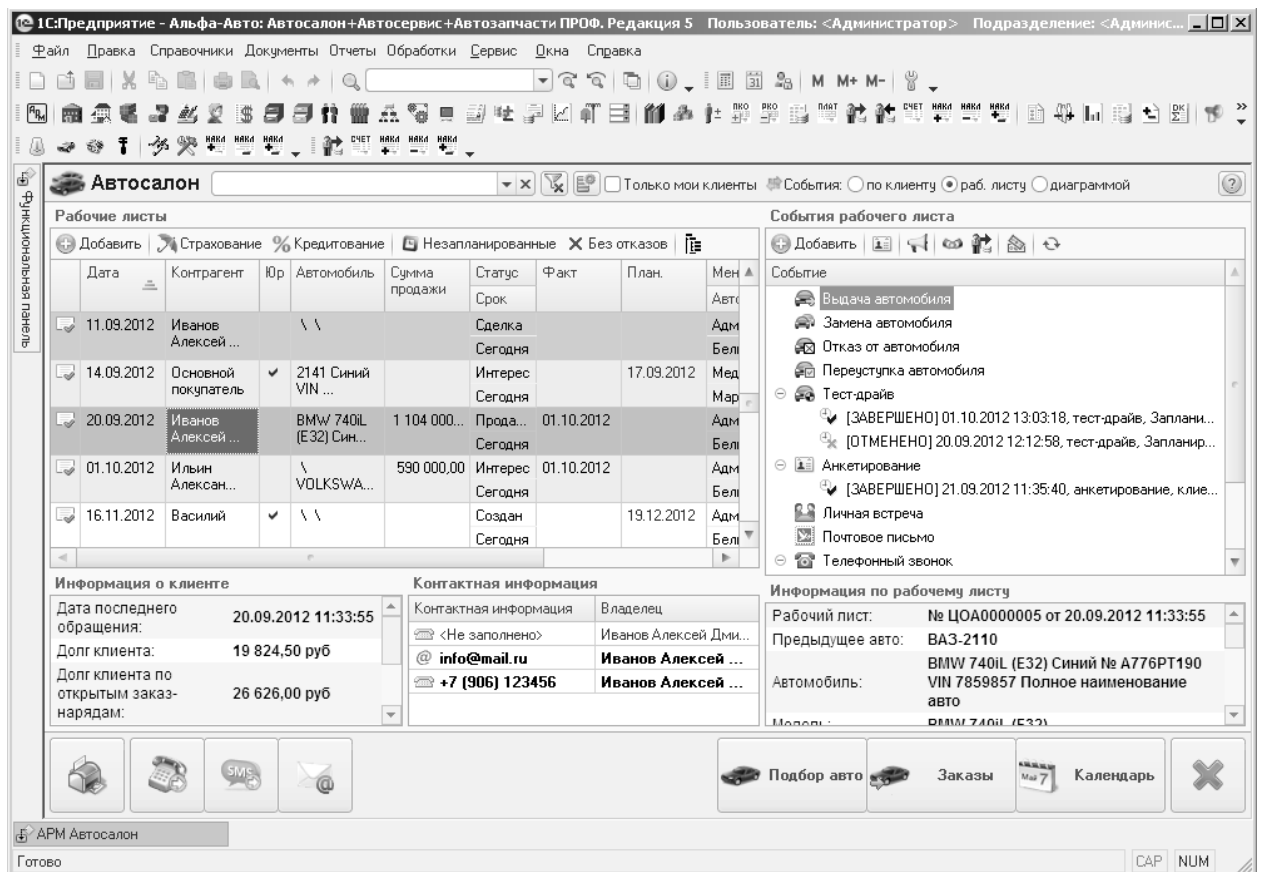 1С:Предприятие - Альфа-Авто: Автосалон+Автосервис+Автозапчасти ПРОФ. Редакция 5 Пользователь: <Администратор> Подразделение: <Админис...
Файл Правка Справочники Документы Отчеты Обработки Сервис Окна Справка
M M+ M-
Функциональная панель
Автосалон Только мои клиенты События: по клиенту раб. листу диаграммой
Рабочие листы
Добавить Страхование Кредитование Незапланированные Без отказов
Дата Контрагент Юр Автомобиль Сумма продажи Статус Факт План. Мен
Срок Авто
11.09.2012 Иванов Алексей ... \ \ Сделка Адм
Сегодня Бел
14.09.2012 Основной покупатель 2141 Синий VIN ... Интерес 17.09.2012 Мед
Сегодня Мар
20.09.2012 Иванов Алексей ... BMW 740iL (E32) Син... 1 104 000... Прода... 01.10.2012 Адм
Сегодня Бел
01.10.2012 Ильин Алексан... \ VOLKSWA... 590 000,00 Интерес 01.10.2012 Адм
Сегодня Бел
16.11.2012 Василий \ \ Создан 19.12.2012 Адм
Сегодня Бел
События рабочего листа
Добавить
Событие
Выдача автомобиля
Замена автомобиля
Отказ от автомобиля
Переуступка автомобиля
Тест-драйв
[ЗАВЕРШЕНО] 01.10.2012 13:03:18, тест-драйв, Заплани...
[ОТМЕНЕНО] 20.09.2012 12:12:58, тест-драйв, Запланир...
Анкетирование
[ЗАВЕРШЕНО] 21.09.2012 11:35:40, анкетирование, клие...
Личная встреча
Почтовое письмо
Телефонный звонок
Информация о клиенте
Дата последнего обращения: 20.09.2012 11:33:55
Долг клиента: 19 824,50 руб
Долг клиента по открытым заказ-нарядам: 26 626,00 руб
Контактная информация
Контактная информация Владелец
<Не заполнено> Иванов Алексей Дми...
info@mail.ru Иванов Алексей ...
+7 (906) 123456 Иванов Алексей ...
Информация по рабочему листу
Рабочий лист: № ЦОА0000005 от 20.09.2012 11:33:55
Предыдущее авто: ВАЗ-2110
Автомобиль: BMW 740iL (E32) Синий № А776РТ190
VIN 7859857 Полное наименование
авто
Модель: BMW 740iL (E32)
SMS Подбор авто Заказы Календарь
АРМ Автосалон
Готово CAP NUM